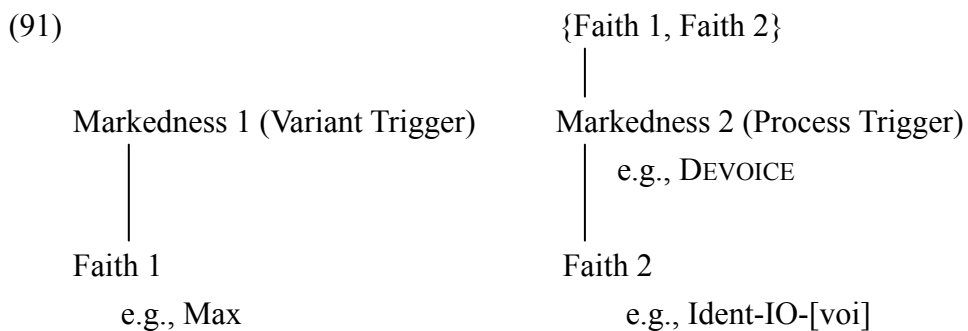 (91) {Faith 1, Faith 2}
Markedness 1 (Variant Trigger) Markedness 2 (Process Trigger)
e.g., DEVOICE
Faith 1 Faith 2
e.g., Max e.g., Ident-IO-[voi]